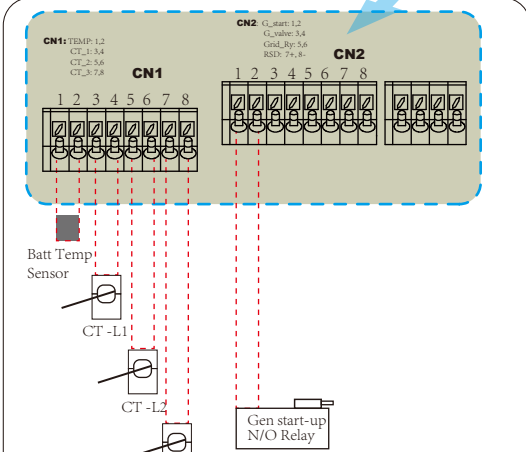 CN1: TEMP: 1,2
CT_1: 3,4
CT_2: 5,6
CT_3: 7,8
CN1
1 2 3 4 5 6 7 8
CN2: G_start: 1,2
G_valve: 3,4
Grid_Ry: 5,6
RSD: 7+, 8-
CN2
1 2 3 4 5 6 7 8
Batt Temp
Sensor
CT -L1
CT -L2
Gen start-up
N/O Relay